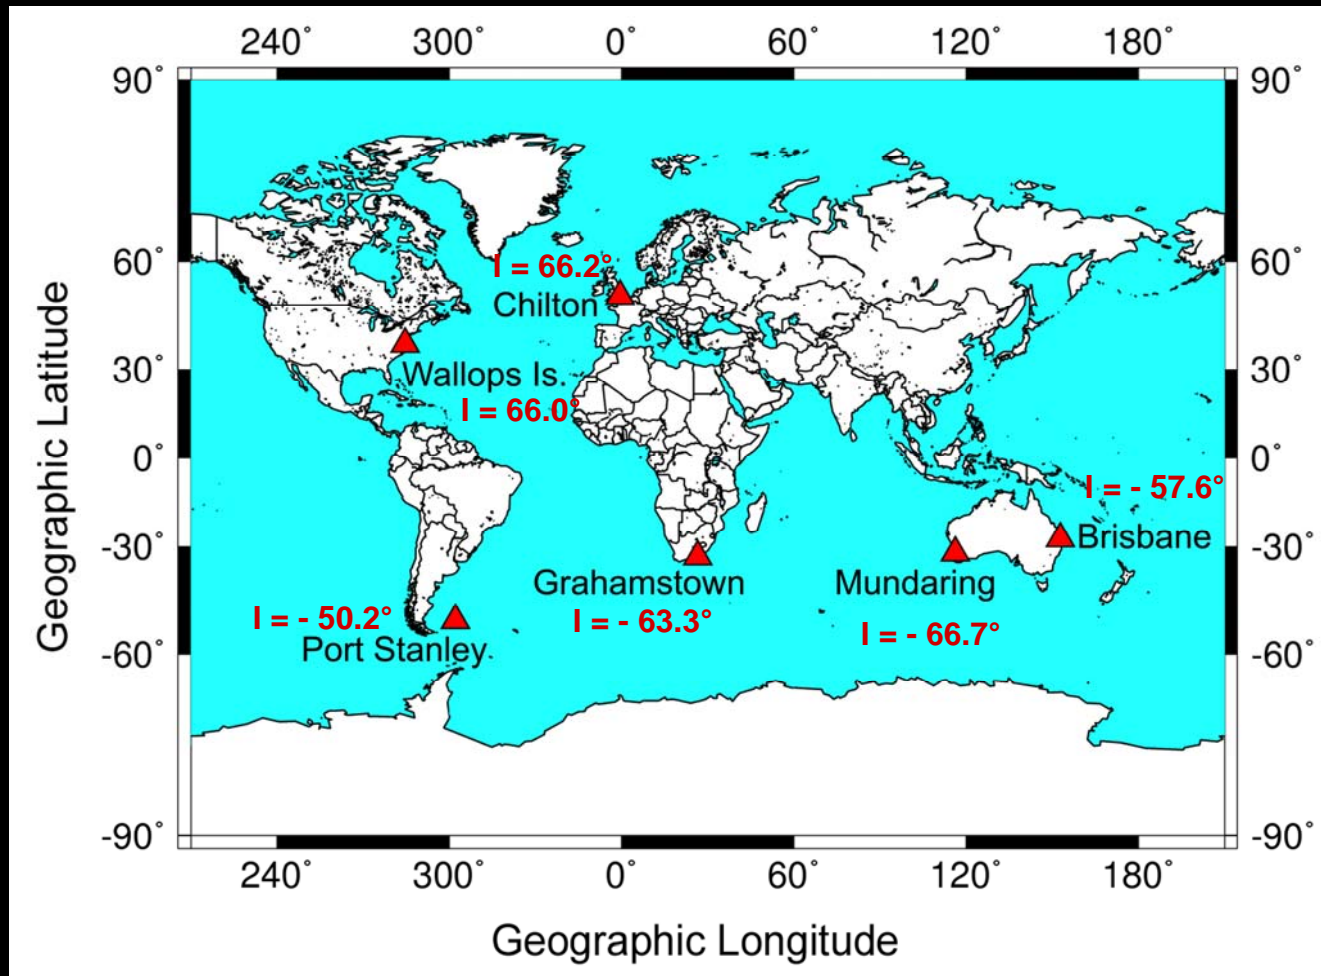 240° 300° 0° 60° 120° 180°
90° 90°
60° 60°
I = 66.2°
Chilton
30° 30°
Wallops Is.
I = 66.0°
0° 0°
I = - 57.6°
Brisbane
-30° -30°
Grahamstown Mundaring
I = - 50.2° I = - 63.3° I = - 66.7°
Port Stanley
-60° -60°
-90° -90°
240° 300° 0° 60° 120° 180°
Geographic Longitude
Geographic Latitude